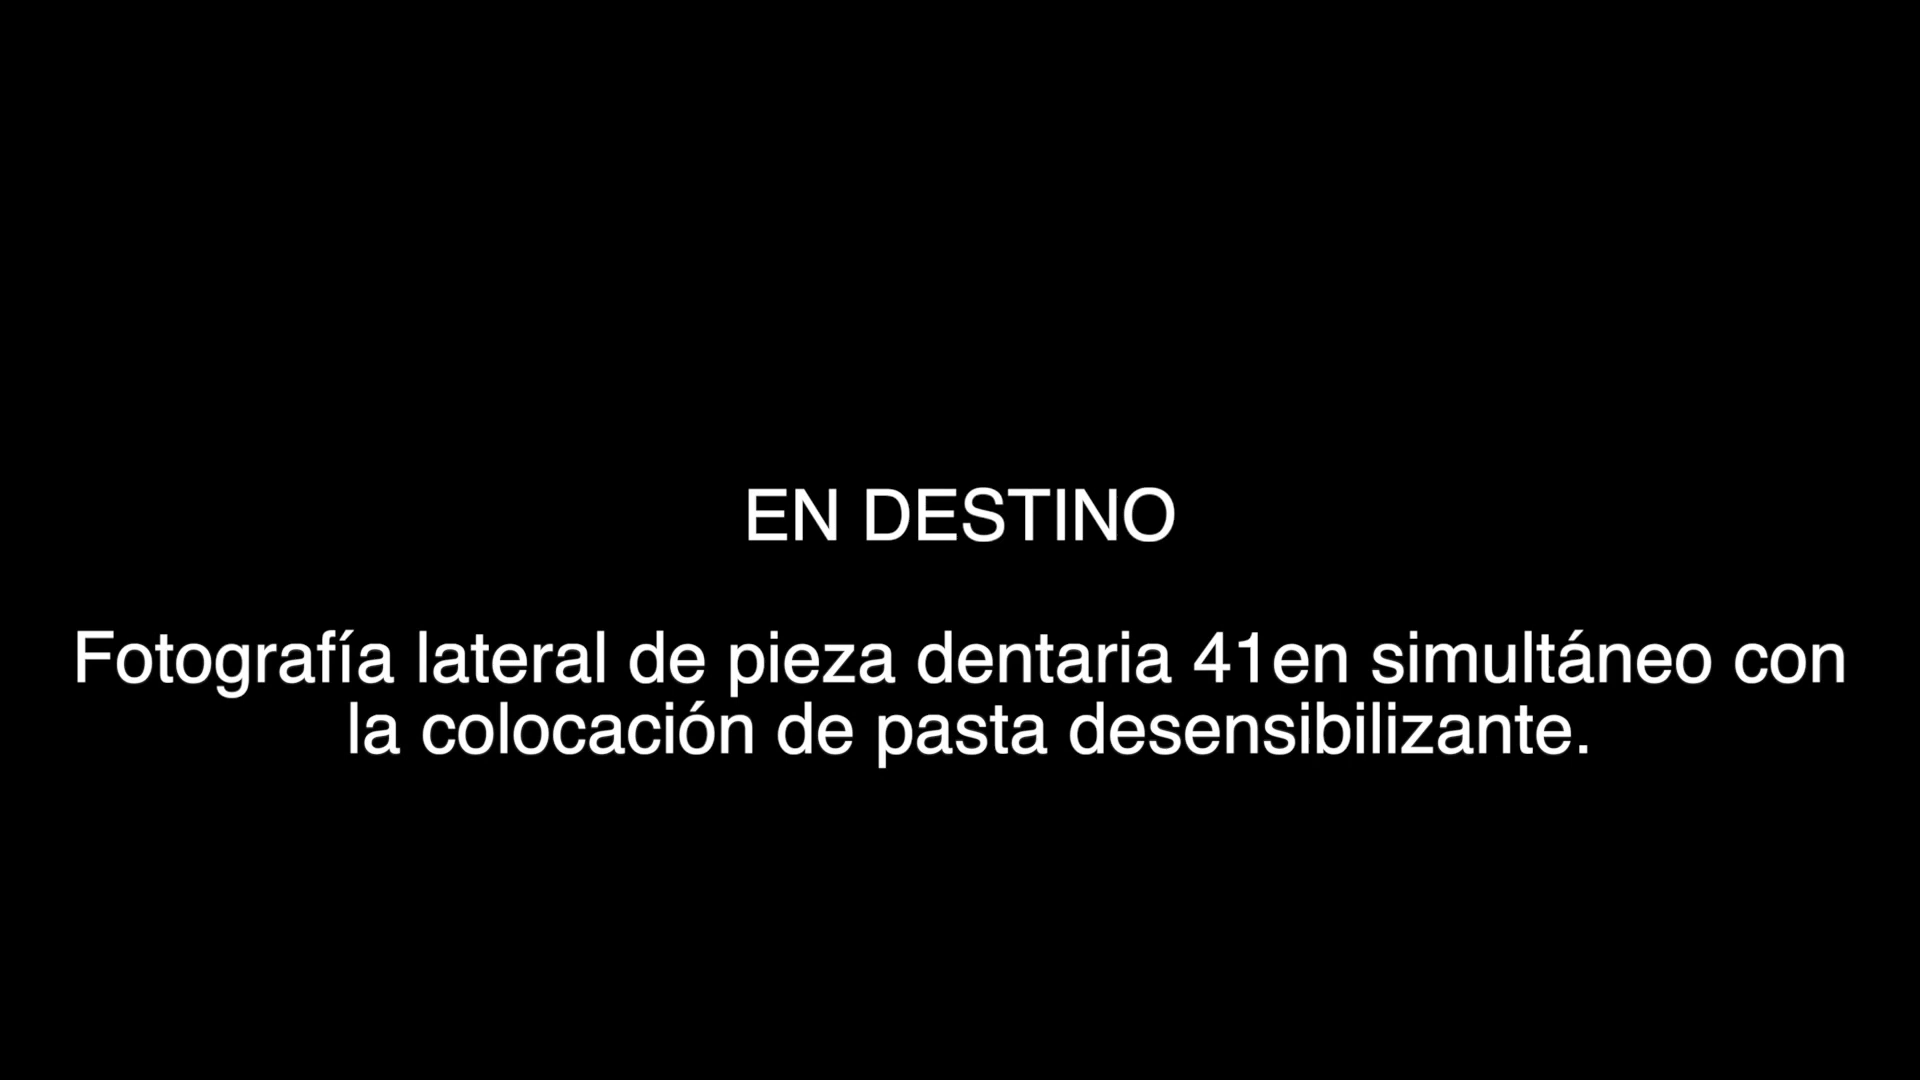 EN DESTINO
Fotografía lateral de pieza dentaria 41en simultáneo con
la colocación de pasta desensibilizante.